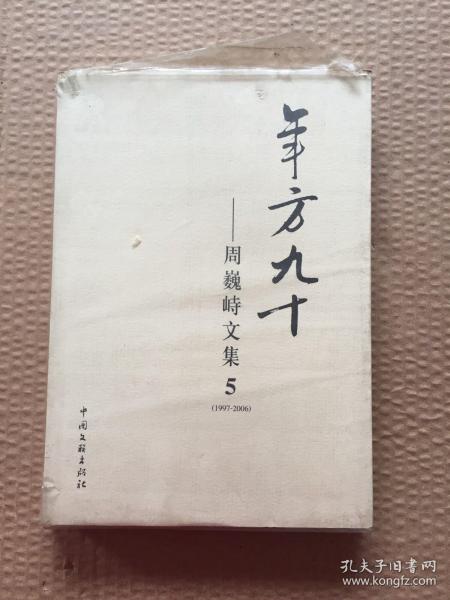 年方九十
——周巍峙文集5
(1997-2006)
中国文联出版社
孔夫子旧书网
www.kongfz.com